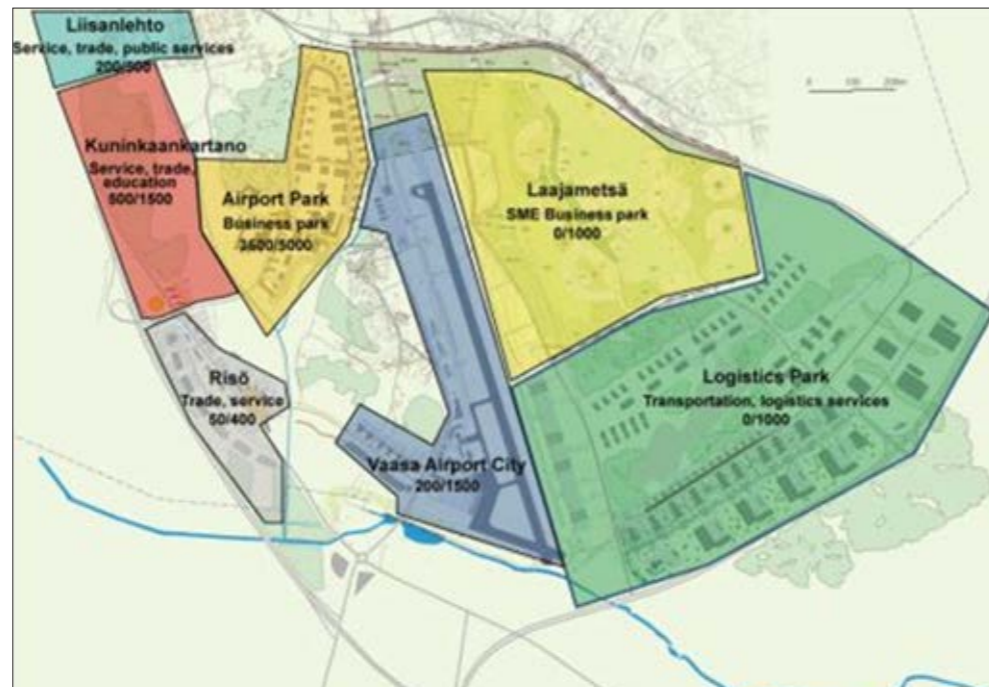 Liisanlehto
Service, trade, public services
200/500
Kuninkaankartano
Service, trade,
education
500/1500
Airport Park
Business park
3500/5000
Laajametsä
SME Business park
0/1000
Risö
Trade, service
50/400
Logistics Park
Transportation, logistics services
0/1000
Vaasa Airport City
200/1500